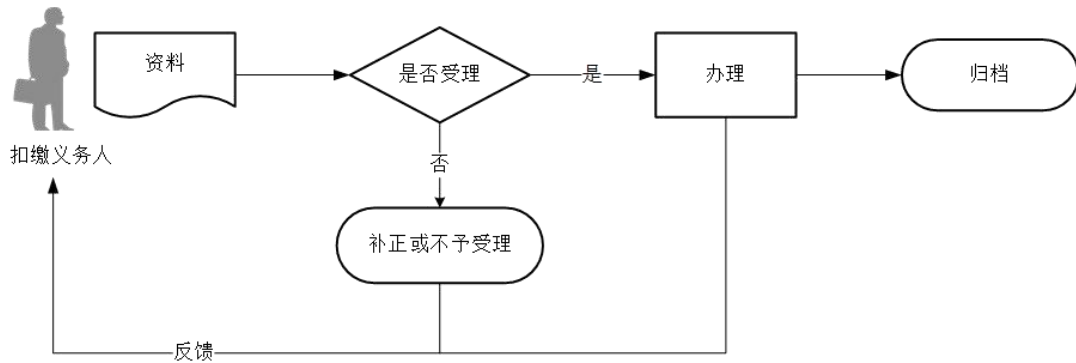 资料
是否受理
是
办理
归档
扣缴义务人
否
补正或不予受理
反馈